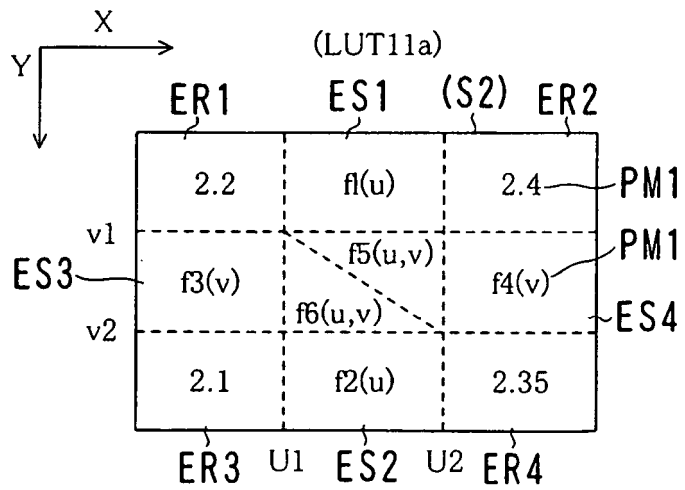 X
(LUT11a)
Y
ER1 ES1 (S2) ER2
2.2 f1(u) 2.4 PM1
v1 f5(u,v) PM1
ES3 f3(v) f4(v)
f6(u,v) ES4
v2
2.1 f2(u) 2.35
ER3 U1 ES2 U2 ER4